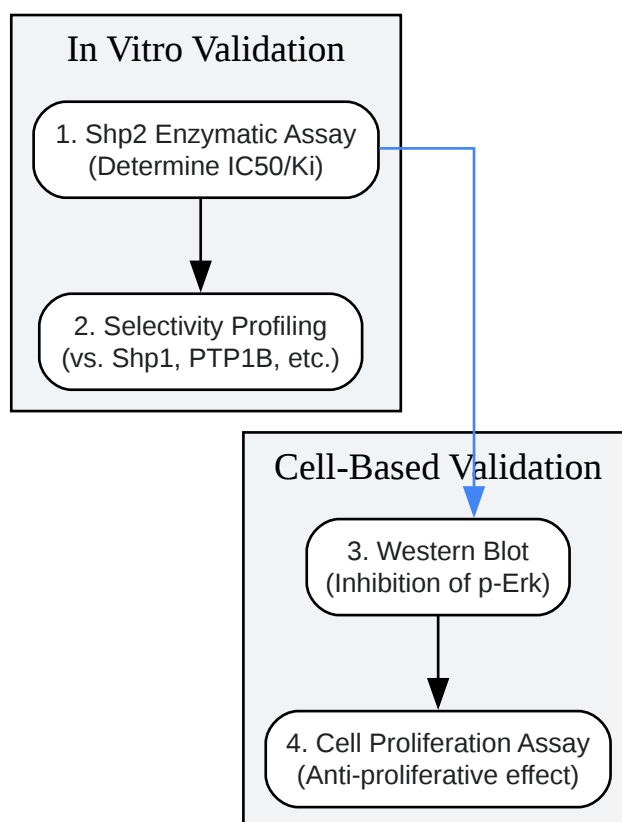 In Vitro Validation
1. Shp2 Enzymatic Assay
(Determine IC50/Ki)
2. Selectivity Profiling
(vs. Shp1, PTP1B, etc.)
Cell-Based Validation
3. Western Blot
(Inhibition of p-Erk)
4. Cell Proliferation Assay
(Anti-proliferative effect)